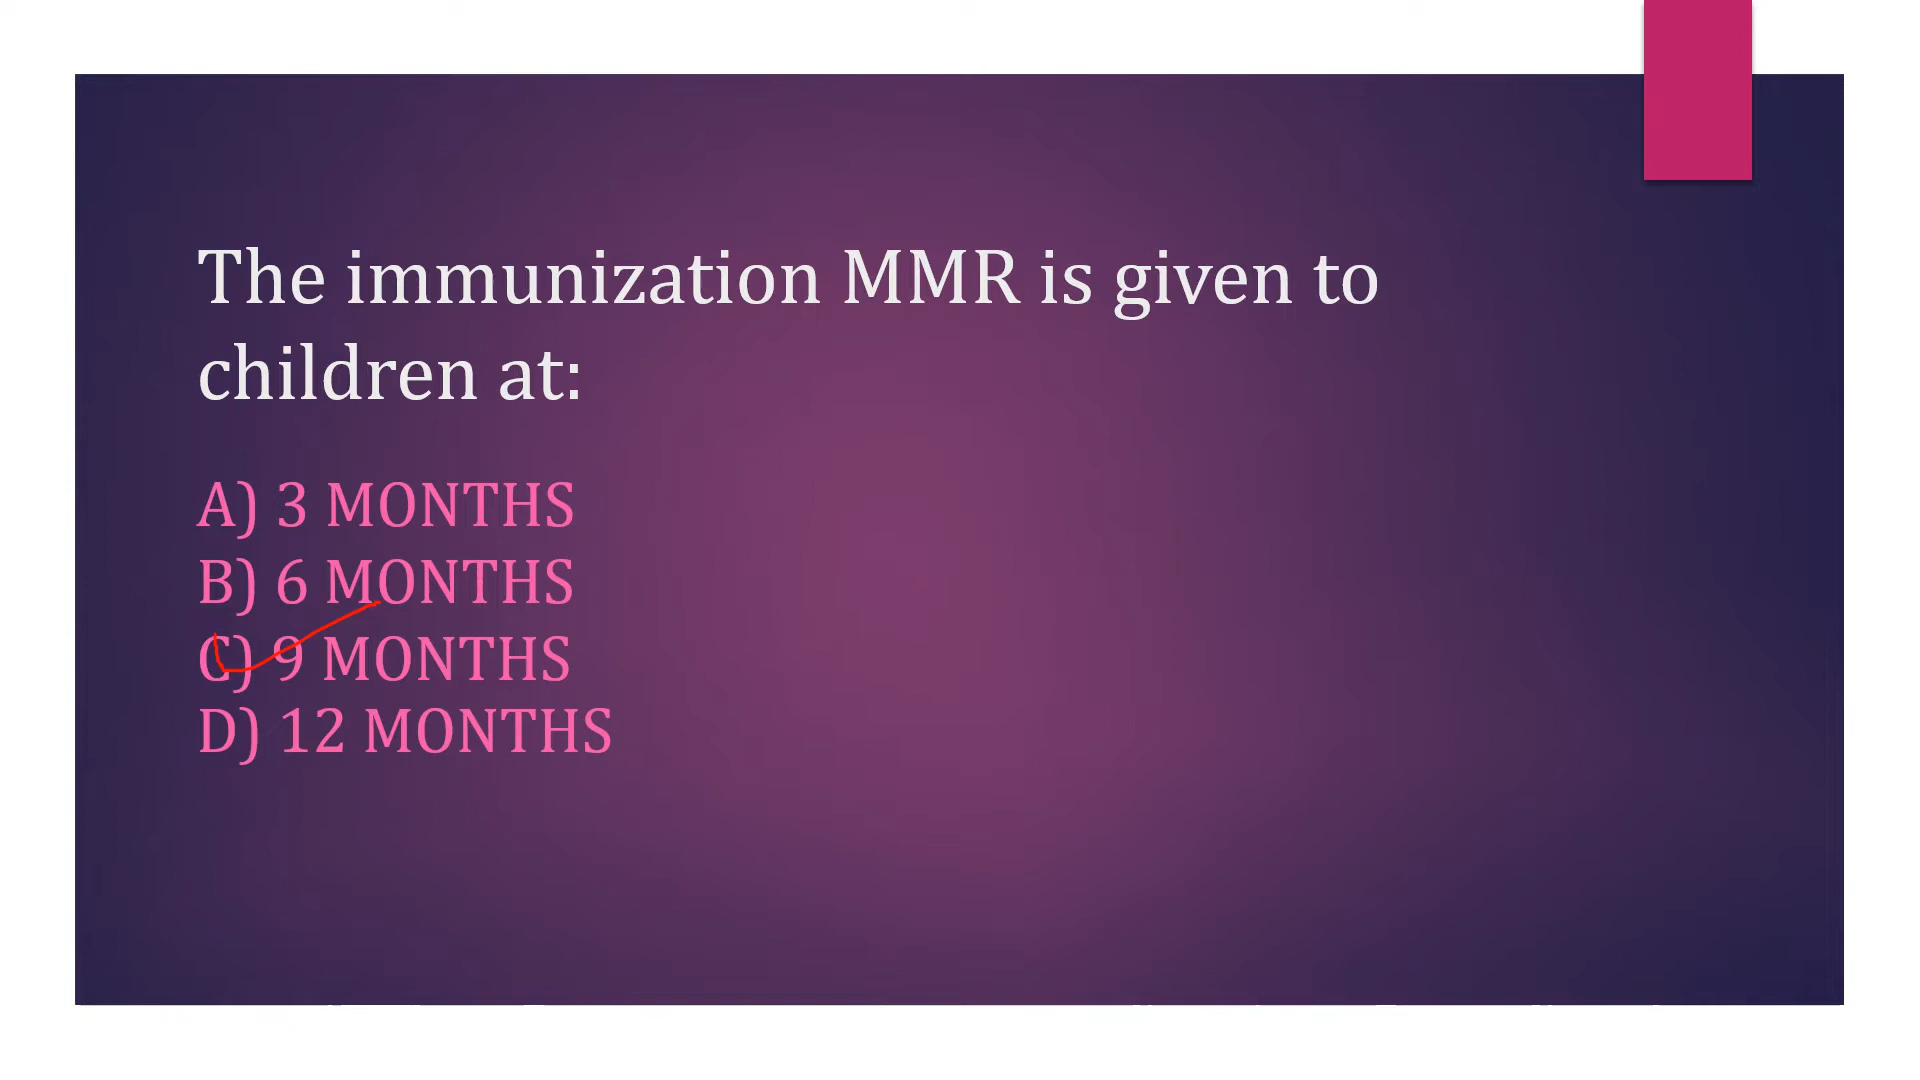 The immunization MMR is given to
children at:
A) 3 MONTHS
B) 6 MONTHS
C) 9 MONTHS
D) 12 MONTHS